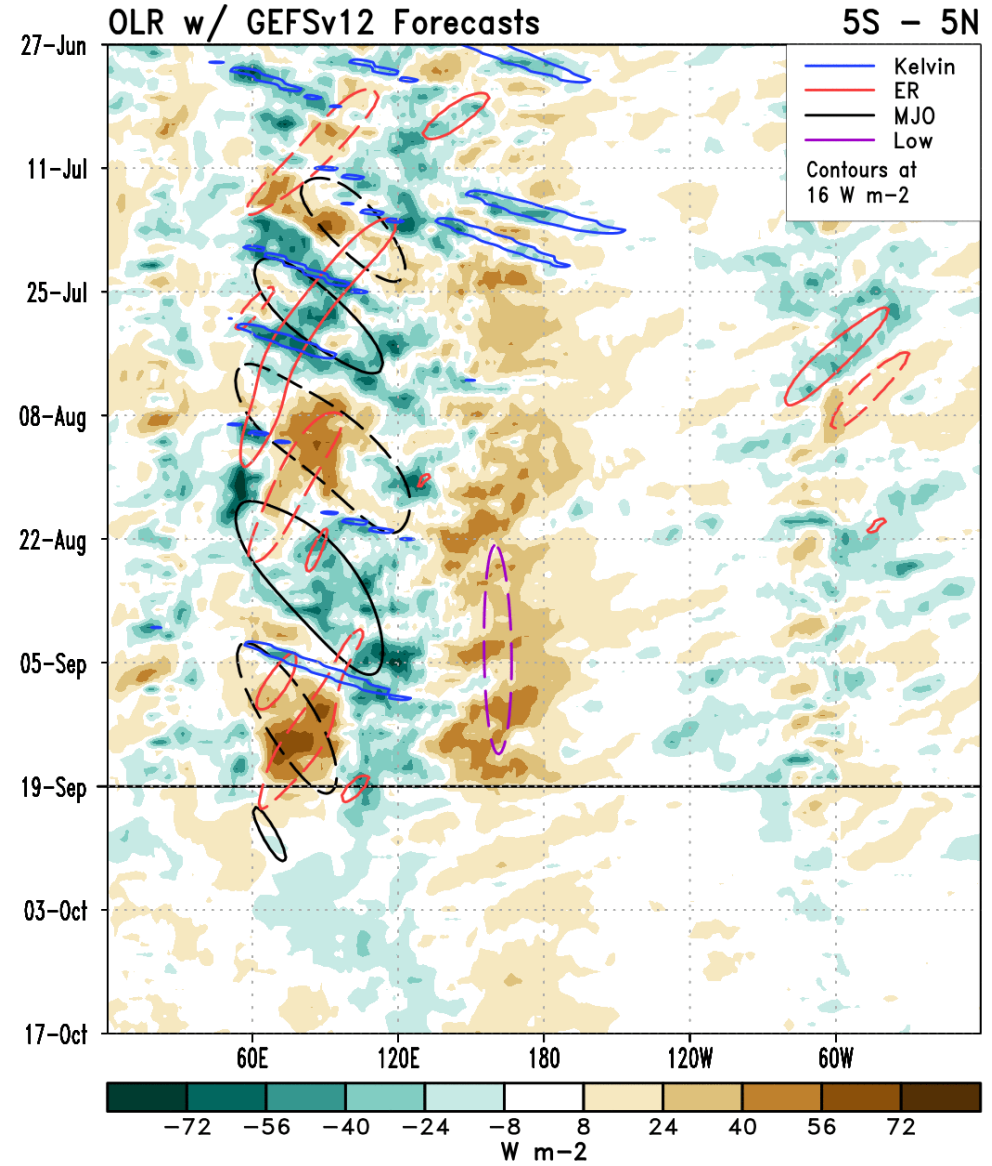 OLR w/ GEFSv12 Forecasts 5S - 5N
27-Jun
11-Jul
25-Jul
08-Aug
22-Aug
05-Sep
19-Sep
03-Oct
17-Oct
Kelvin
ER
MJO
Low
Contours at
16 W m-2
60E 120E 180 120W 60W
-72 -56 -40 -24 -8 8 24 40 56 72
W m-2